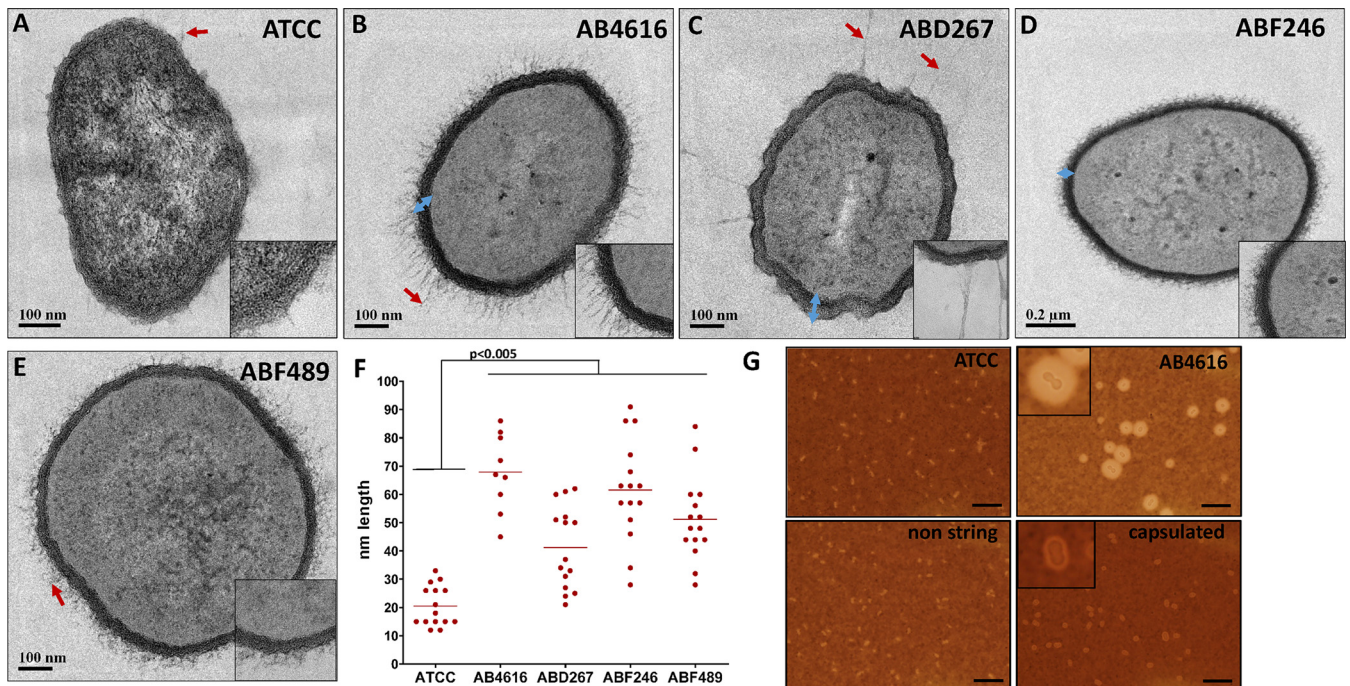 A
ATCC
100 nm
B
AB4616
100 nm
C
ABD267
100 nm
D
ABF246
0.2 µm
E
ABF489
100 nm
F
p<0.005
nm length
100
90
80
70
60
50
40
30
20
10
0
ATCC AB4616 ABD267 ABF246 ABF489
G
ATCC
AB4616
non string
capsulated